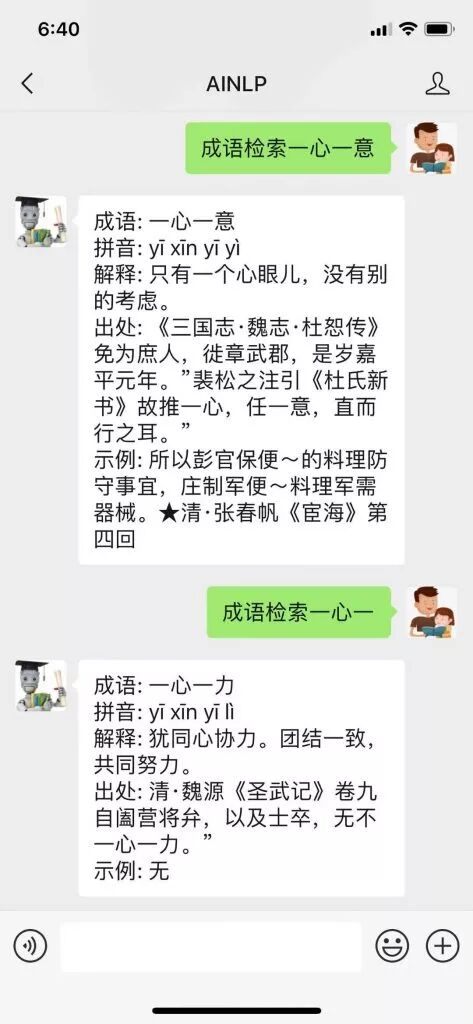 6:40
AINLP
成语检索一心一意
成语: 一心一意
拼音: yī xīn yī yì
解释: 只有一个心眼儿，没有别
的考虑。
出处: 《三国志·魏志·杜恕传》
免为庶人，徙章武郡，是岁嘉
平元年。”裴松之注引《杜氏新
书》故推一心，任一意，直而
行之耳。”
示例: 所以彭官保便～的料理防
守事宜，庄制军便～料理军需
器械。★清·张春帆《宦海》第
四回
成语检索一心一
成语: 一心一力
拼音: yī xīn yī lì
解释: 犹同心协力。团结一致，
共同努力。
出处: 清·魏源《圣武记》卷九
自阖营将弁，以及士卒，无不
一心一力。”
示例: 无